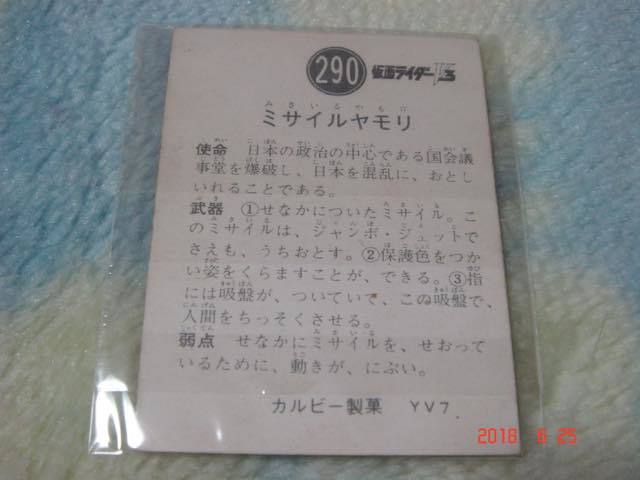 290 仮面ライダーV3
みさいるやもり
ミサイルヤモリ
使命 日本の政治の中心である国会議
事堂を爆破し、日本を混乱に、おとし
いれることである。
武器 ①せなかについたミサイル。こ
のミサイルは、ジャンボ・ジェットで
さえも、うちおとす。②保護色をつか
い姿をくらますことが、できる。③指
には吸盤が、ついていて、この吸盤で、
人間をちっそくさせる。
弱点 せなかにミサイルを、せおって
いるために、動きが、にぶい。
カルビー製菓 YV7
2018. 6 25